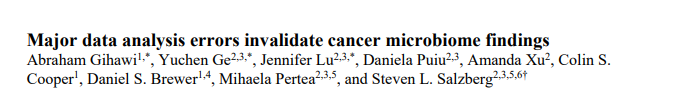 Major data analysis errors invalidate cancer microbiome findings
Abraham Gihawi¹,*, Yuchen Ge²,³,*, Jennifer Lu²,³,*, Daniela Puiu²,³, Amanda Xu², Colin S.
Cooper¹, Daniel S. Brewer¹,⁴, Mihaela Pertea²,³,⁵, and Steven L. Salzberg²,³,⁵,⁶†